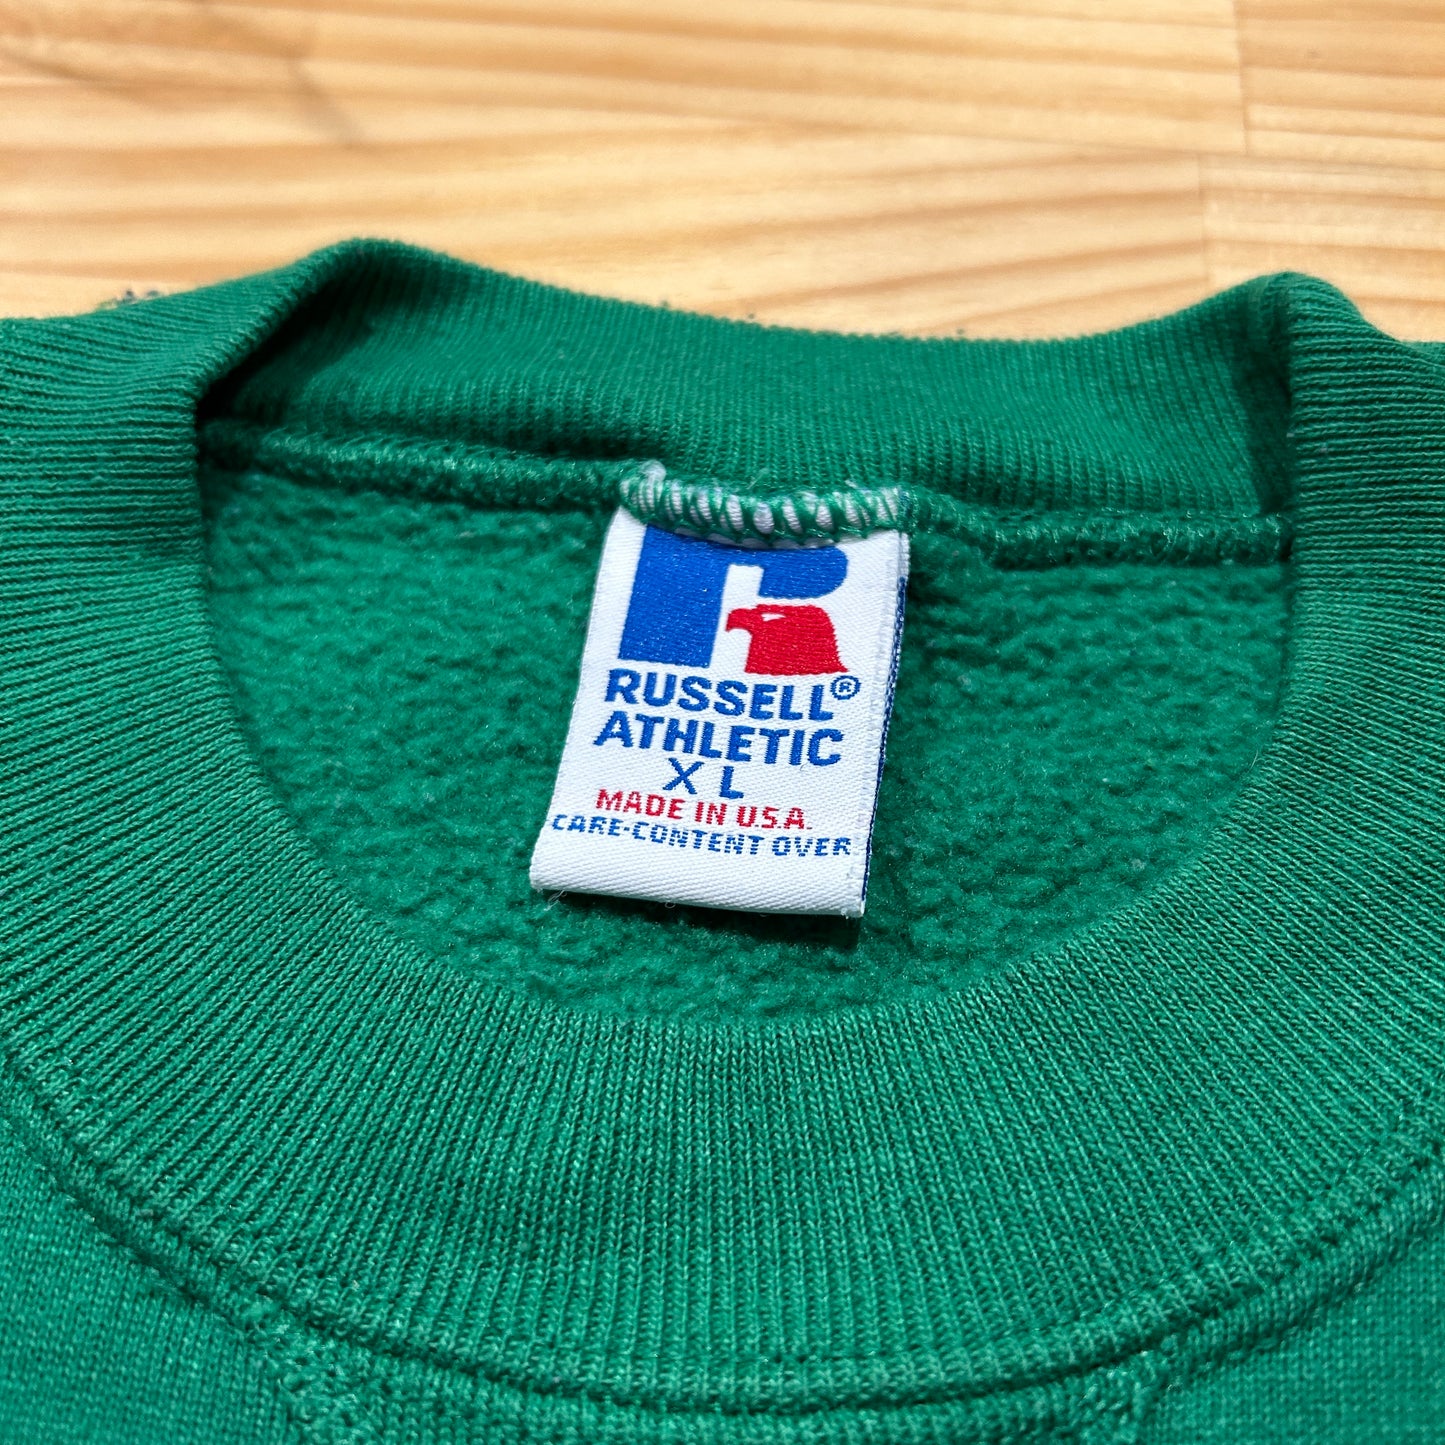 R
RUSSELL®
ATHLETIC
XL
MADE IN U.S.A.
CARE-CONTENT OVER